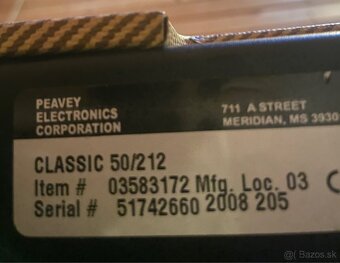 PEAVEY
ELECTRONICS
CORPORATION
711 A STREET
MERIDIAN, MS 3930
CLASSIC 50/212
Item # 03583172 Mfg. Loc. 03
Serial # 51742660 2008 205
Bazos.sk